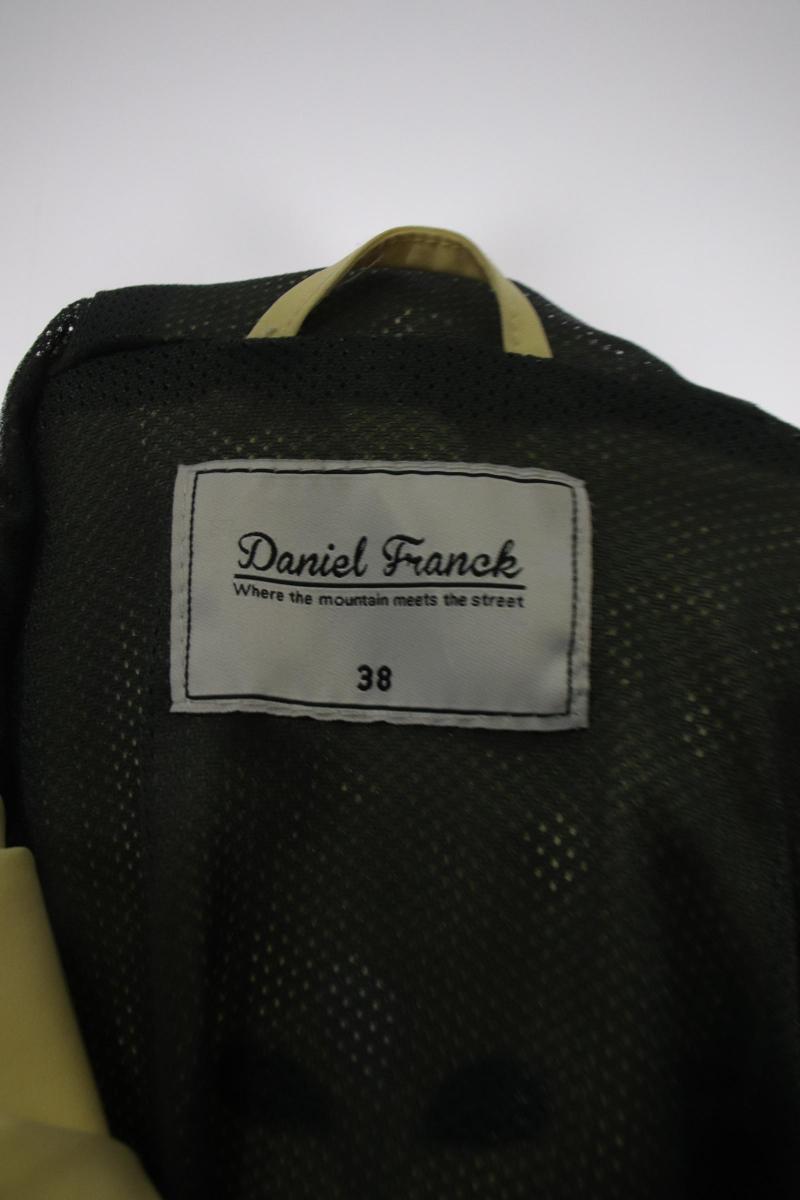 Daniel Franck
Where the mountain meets the street
38